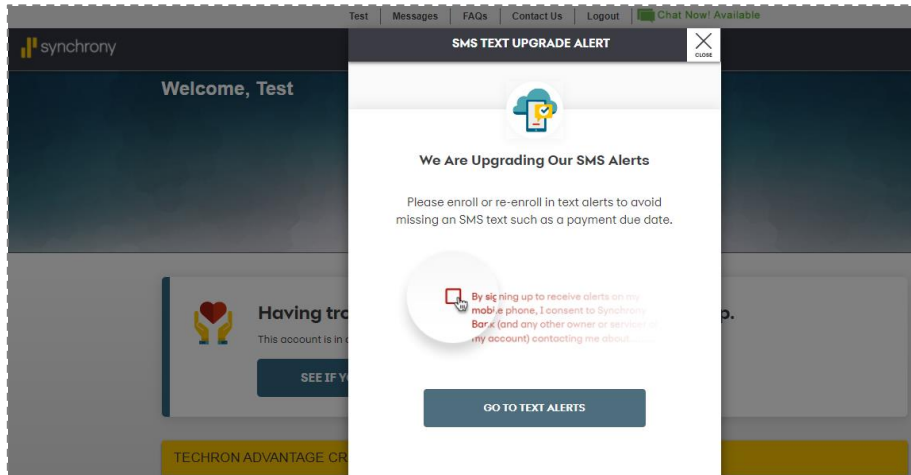 Test Messages FAQs Contact Us Logout Chat Now! Available
synchrony
SMS TEXT UPGRADE ALERT
CLOSE
Welcome, Test
We Are Upgrading Our SMS Alerts
Please enroll or re-enroll in text alerts to avoid
missing an SMS text such as a payment due date.
By signing up to receive alerts on my
mobile phone, I consent to Synchrony
Bank (and any other owner or servicer of
my account) contacting me about
Having tro
p.
This account is in
SEE IF Y
GO TO TEXT ALERTS
TECHRON ADVANTAGE CR